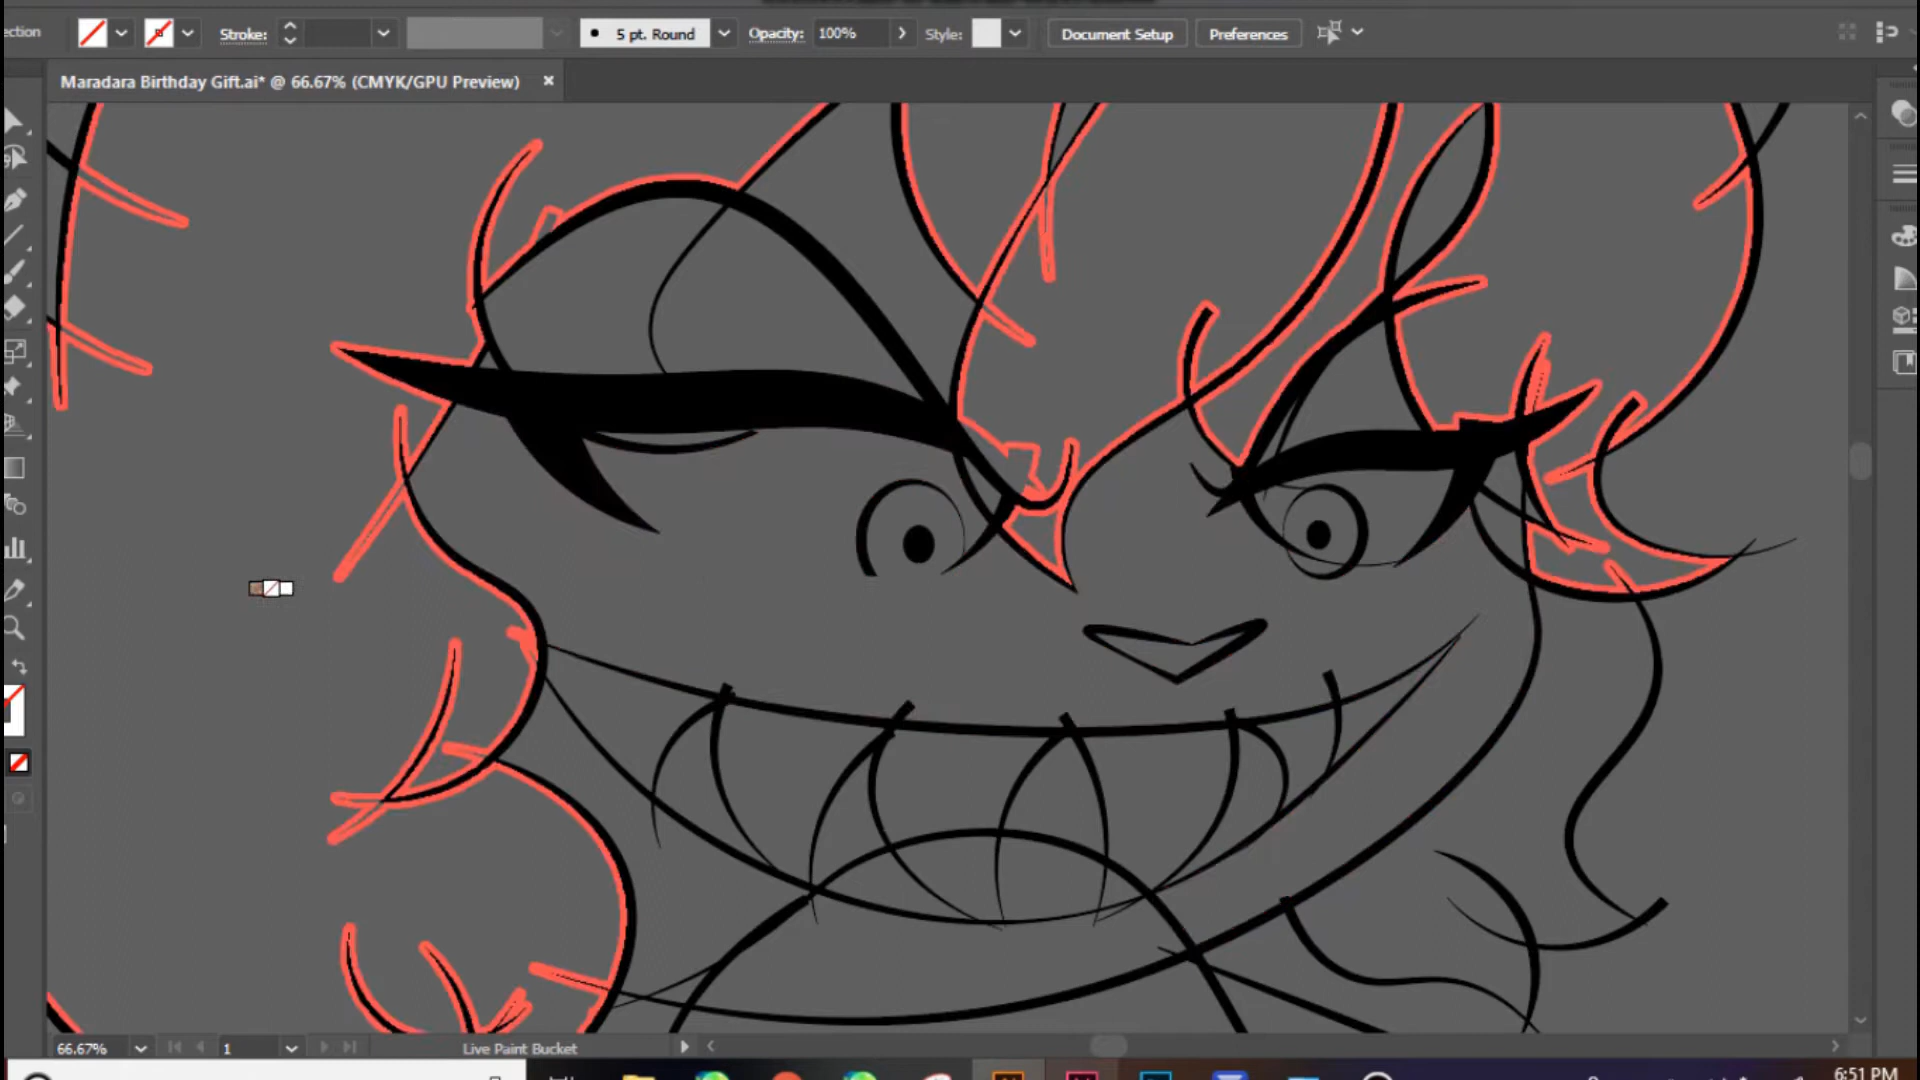 ection Stroke: 5 pt. Round Opacity: 100% Style: Document Setup Preferences
Maradara Birthday Gift.ai* @ 66.67% (CMYK/GPU Preview) ×
66.67% 1 Live Paint Bucket
6:51 PM